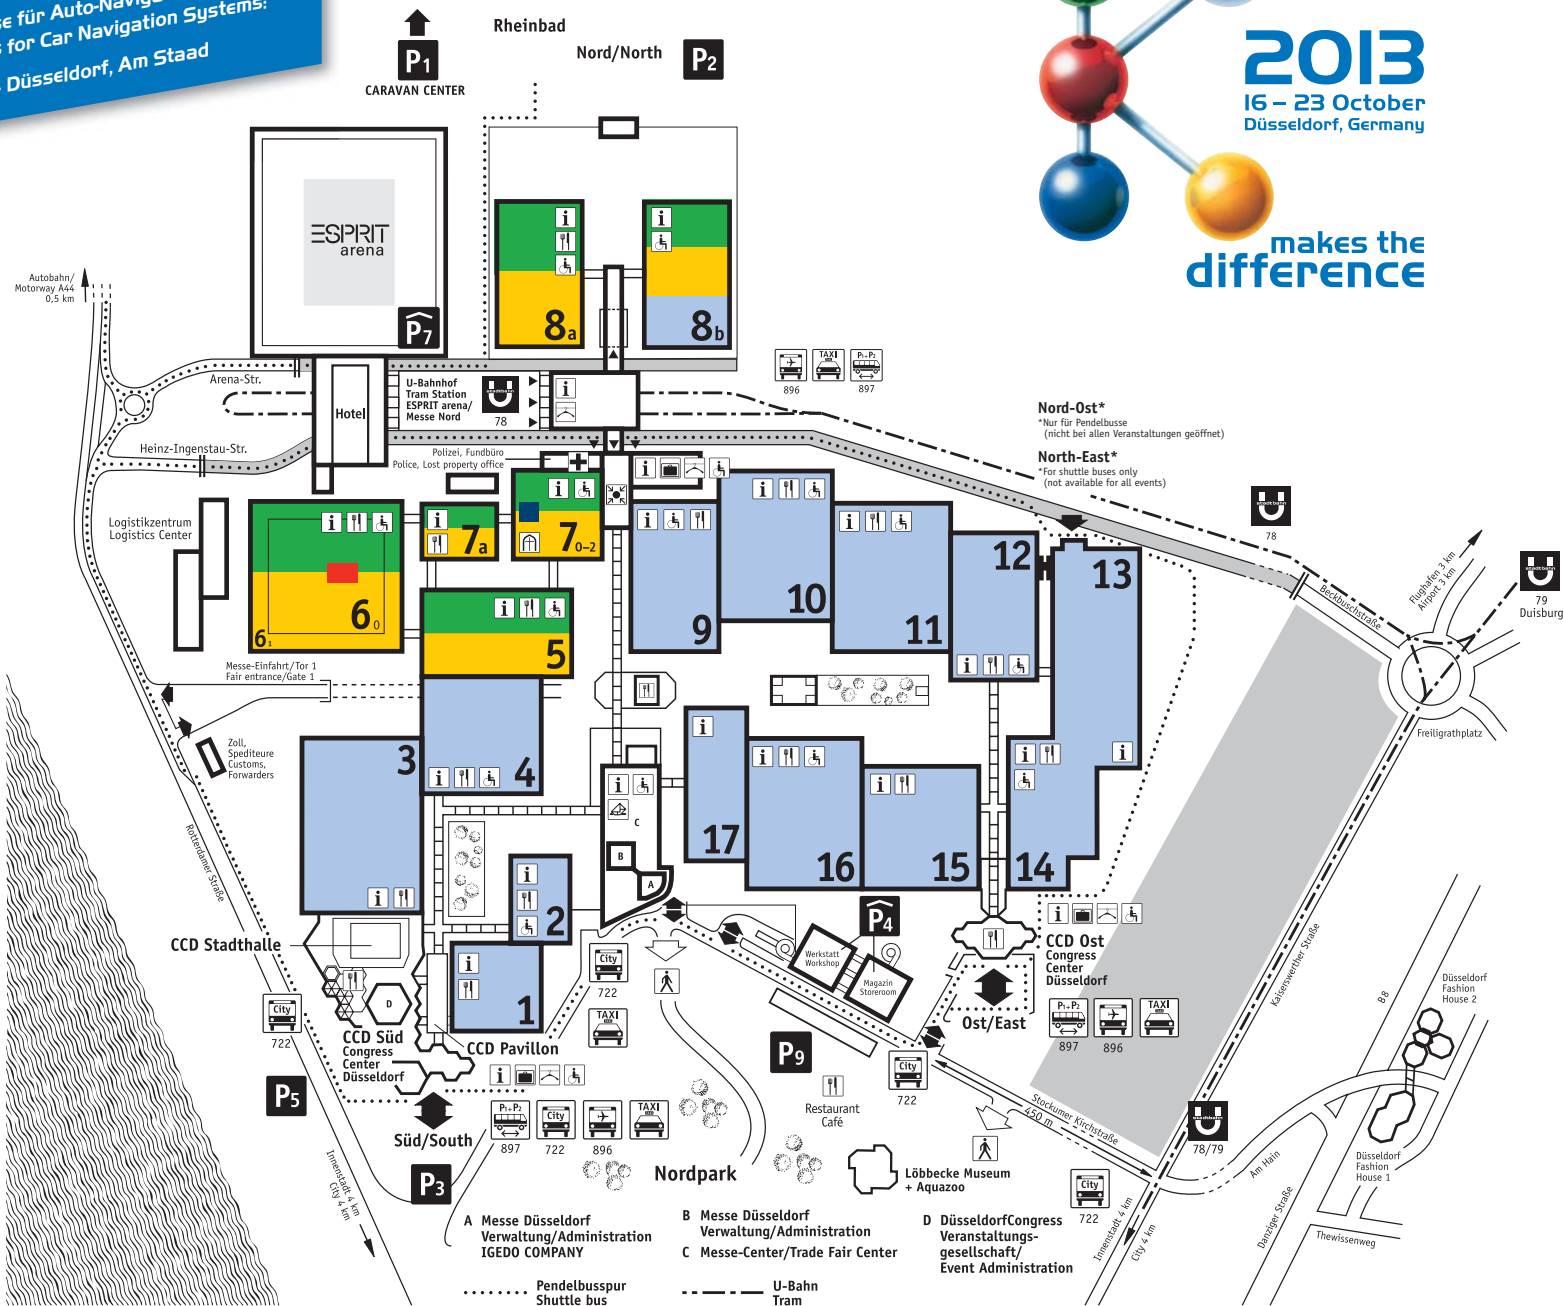 für Auto-Navig
for Car Navigation Systems:
Düsseldorf, Am Staad
P1
CARAVAN CENTER
Rheinbad
Nord/North
P2
2013
16 – 23 October
Düsseldorf, Germany
makes the
difference
ESPRIT
arena
P7
Autobahn/
Motorway A44
0,5 km
8a
8b
Arena-Str.
Hotel
U-Bahnhof
Tram Station
ESPRIT arena/
Messe Nord
78
896
TAXI
P1+P2
897
Nord-Ost*
*Nur für Pendelbusse
(nicht bei allen Veranstaltungen geöffnet)
North-East*
*For shuttle buses only
(not available for all events)
Heinz-Ingenstau-Str.
Polizei, Fundbüro
Police, Lost property office
Logistikzentrum
Logistics Center
7a
70–2
60
61
5
9
10
11
12
13
78
Flughafen 3 km
Airport 3 km
79
Duisburg
Beckbuschstraße
Freiligrathplatz
Messe-Einfahrt/Tor 1
Fair entrance/Gate 1
Zoll,
Spediteure
Customs,
Forwarders
3
4
Rotterdamer Straße
2
1
C
B
A
17
16
15
14
CCD Stadthalle
D
CCD Süd
Congress
Center
Düsseldorf
CCD Pavillon
City
722
City
722
TAXI
P4
Werkstatt
Workshop
Magazin
Storeroom
CCD Ost
Congress
Center
Düsseldorf
Ost/East
P1+P2
897
896
TAXI
Kaiserswerther Straße
B8
Düsseldorf
Fashion
House 2
P5
P9
City
722
Restaurant
Café
Stockumer Kirchstraße
450 m
78/79
Am Hain
Düsseldorf
Fashion
House 1
Süd/South
P3
P1+P2
897
City
722
896
TAXI
Nordpark
Löbbecke Museum
+ Aquazoo
City
722
Innenstadt 4 km
City 4 km
Innenstadt 4 km
City 4 km
Danziger Straße
Thewissenweg
A Messe Düsseldorf
Verwaltung/Administration
IGEDO COMPANY
B Messe Düsseldorf
Verwaltung/Administration
C Messe-Center/Trade Fair Center
D DüsseldorfCongress
Veranstaltungs-
gesellschaft/
Event Administration
Pendelbusspur
Shuttle bus
U-Bahn
Tram